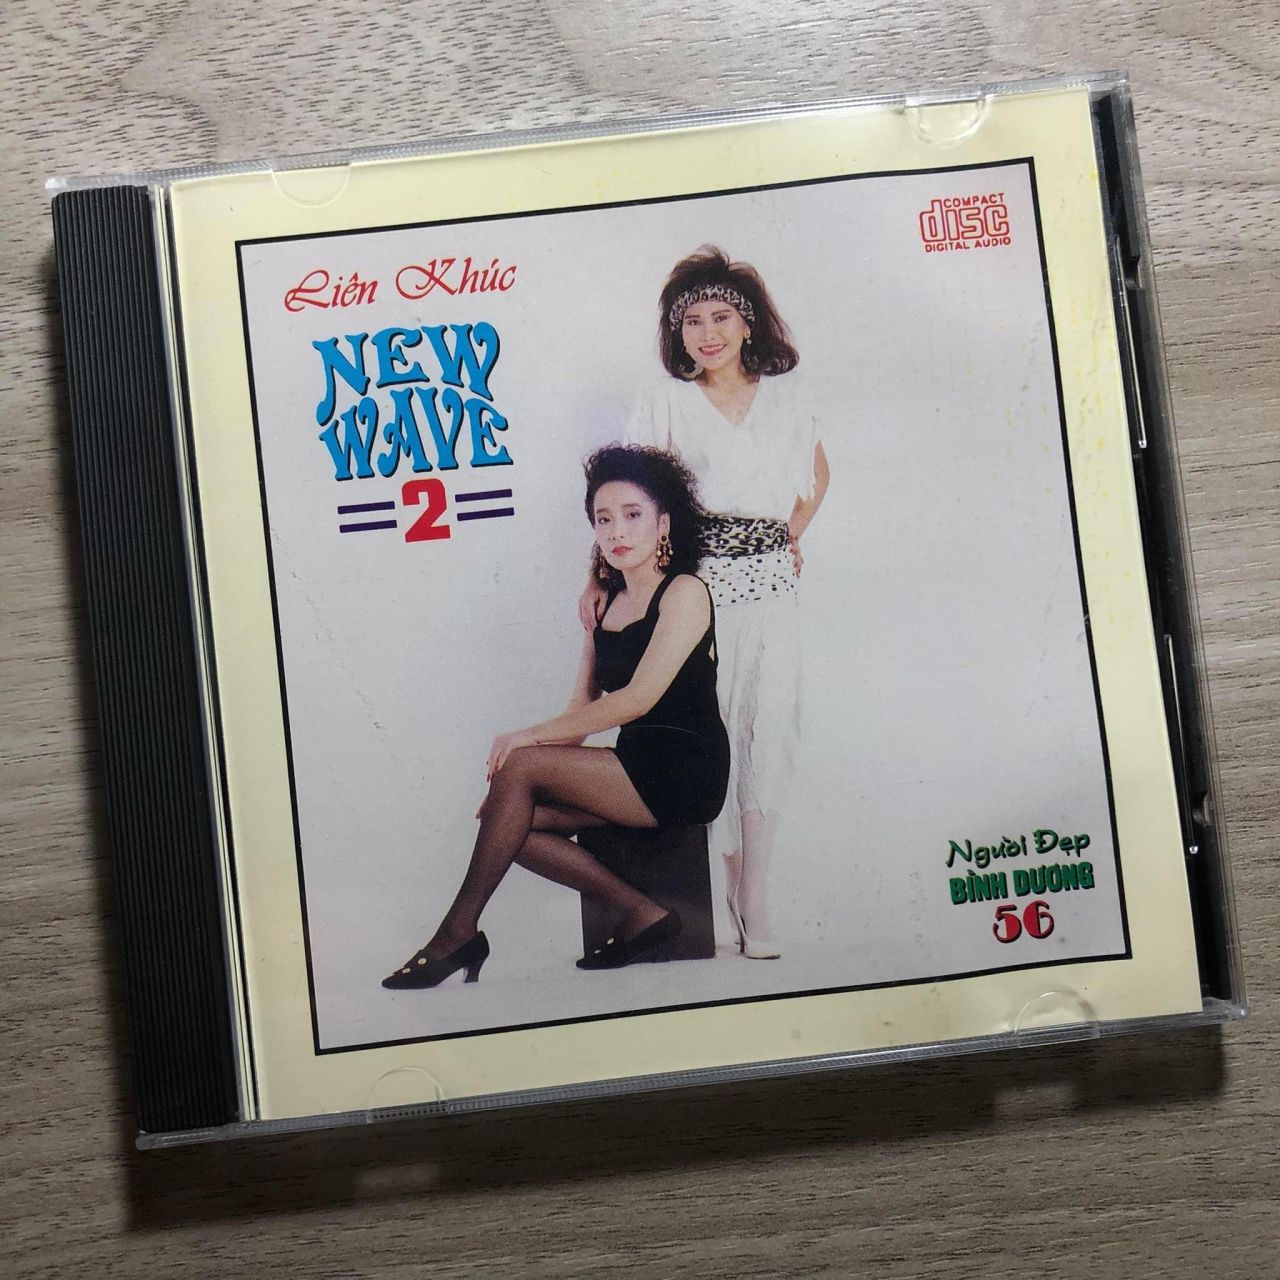 Liên Khúc
NEW
WAVE
=2=
COMPACT
disc
DIGITAL AUDIO
Người Đẹp
BÌNH DƯƠNG
56